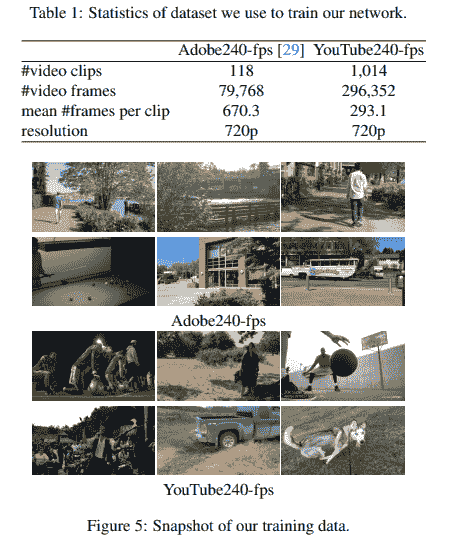 Table 1: Statistics of dataset we use to train our network.
Adobe240-fps [29] YouTube240-fps
#video clips 118 1,014
#video frames 79,768 296,352
mean #frames per clip 670.3 293.1
resolution 720p 720p
Adobe240-fps
YouTube240-fps
Figure 5: Snapshot of our training data.